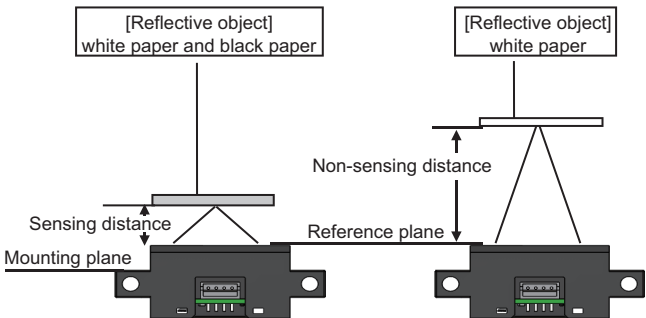 [Reflective object]
white paper and black paper
[Reflective object]
white paper
Non-sensing distance
Sensing distance
Reference plane
Mounting plane